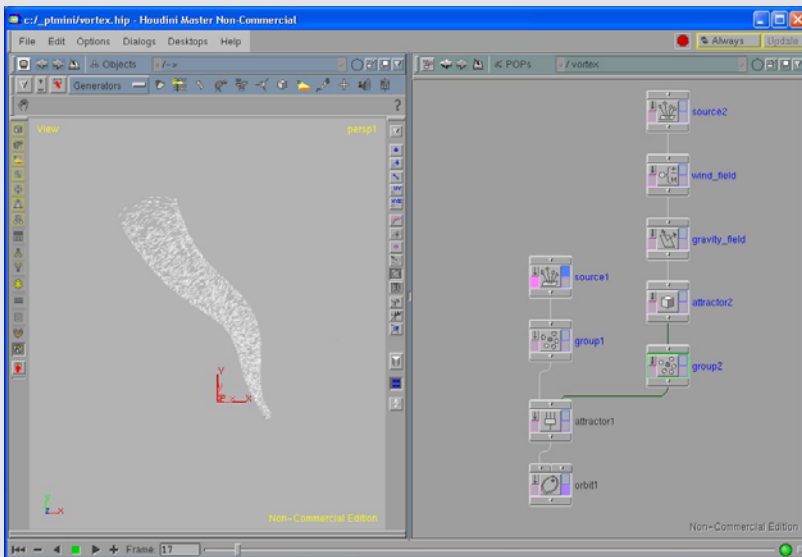 c:/_ptmini/vortex.hip - Houdini Master Non-Commercial
File Edit Options Dialogs Desktops Help
Always Update
Objects -/->
POPs -/vortex
Generators
?
View
persp1
source2
wind_field
gravity_field
source1
attractor2
group1
group2
attractor1
orbit1
Y
X
Non-Commercial Edition
Non-Commercial Edition
Frame: 17